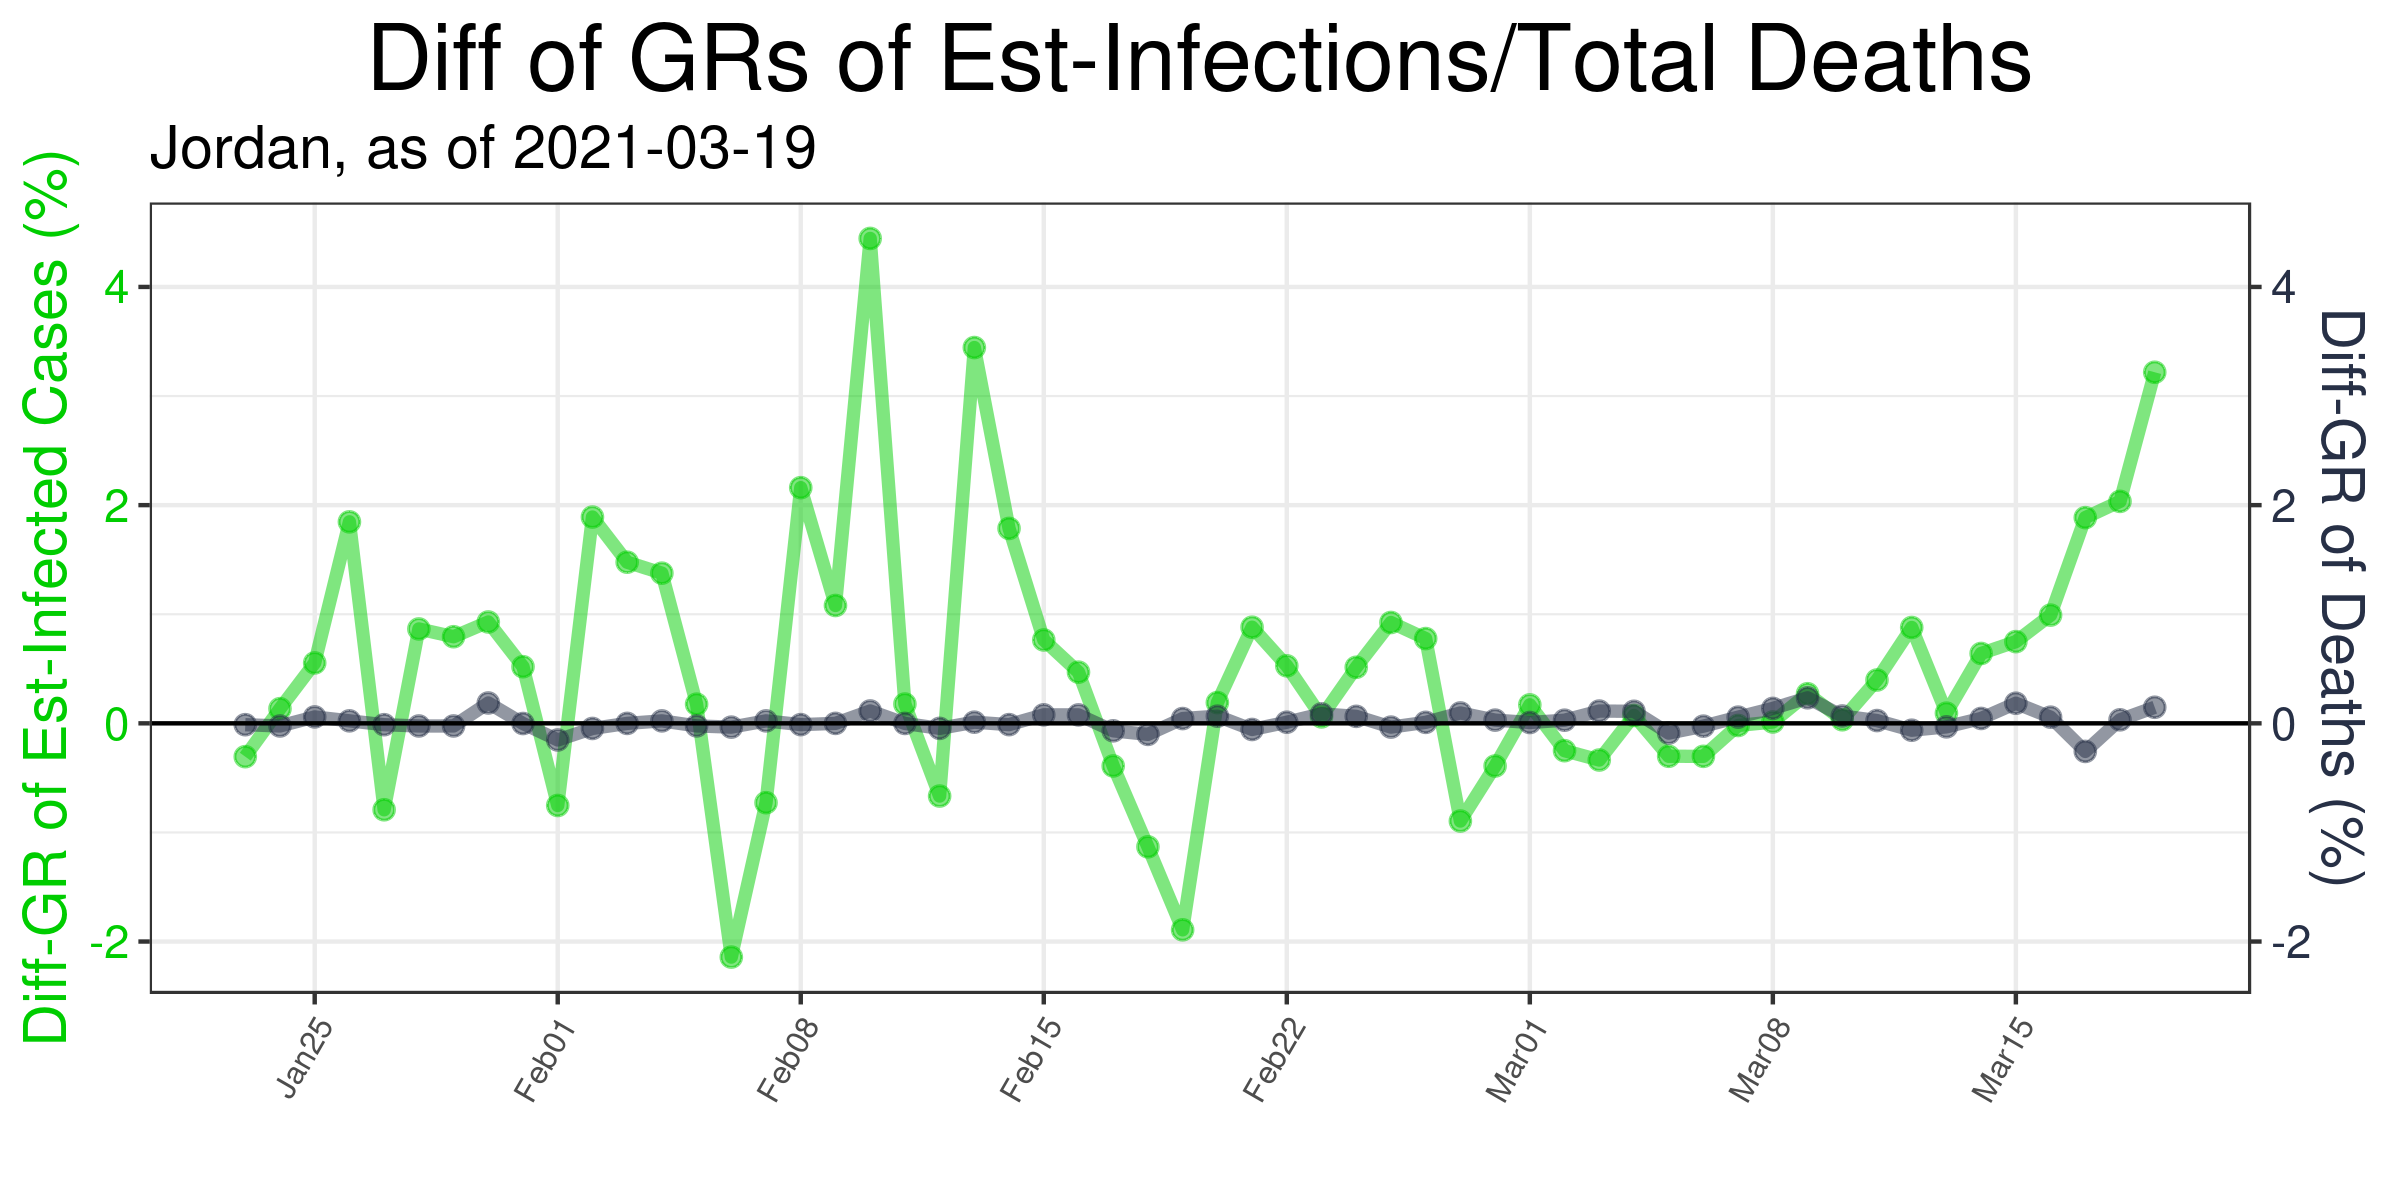 Diff of GRs of Est-Infections/Total Deaths
Jordan, as of 2021-03-19
Diff-GR of Est-Infected Cases (%)
4
2
0
-2
4
2
0
-2
Diff-GR of Deaths (%)
Jan25
Feb01
Feb08
Feb15
Feb22
Mar01
Mar08
Mar15